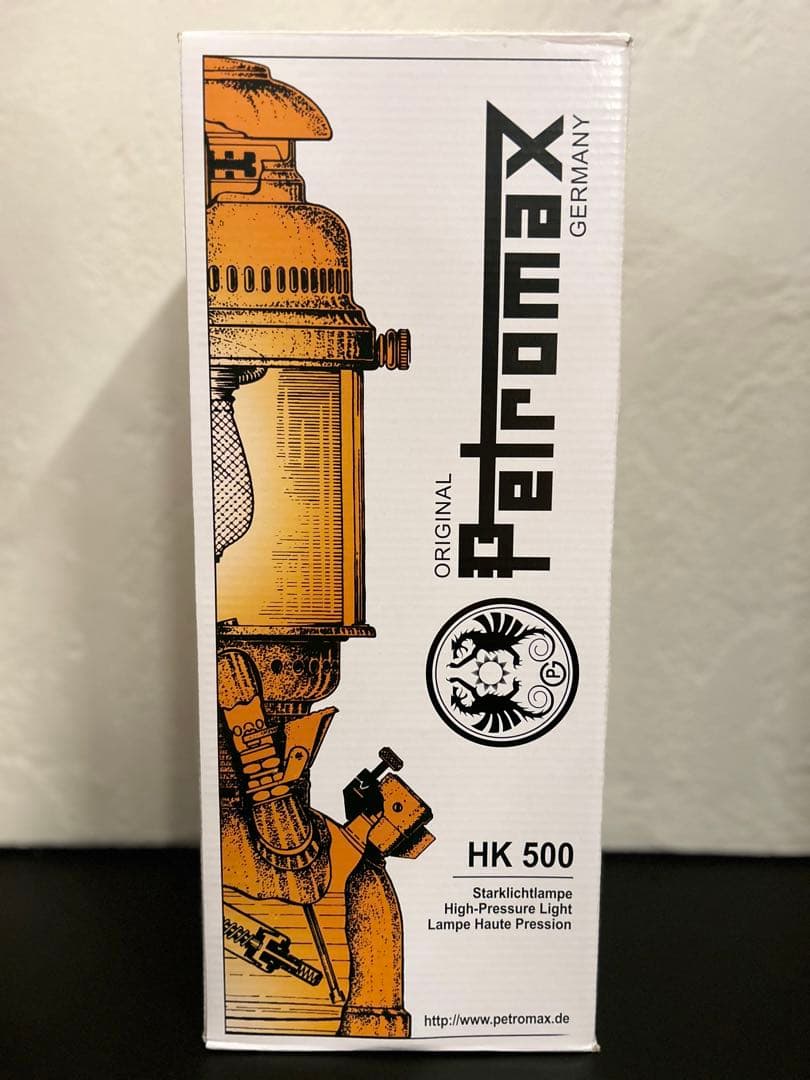 ORIGINAL
Petromax
GERMANY
HK 500
Starklichtlampe
High-Pressure Light
Lampe Haute Pression
http://www.petromax.de